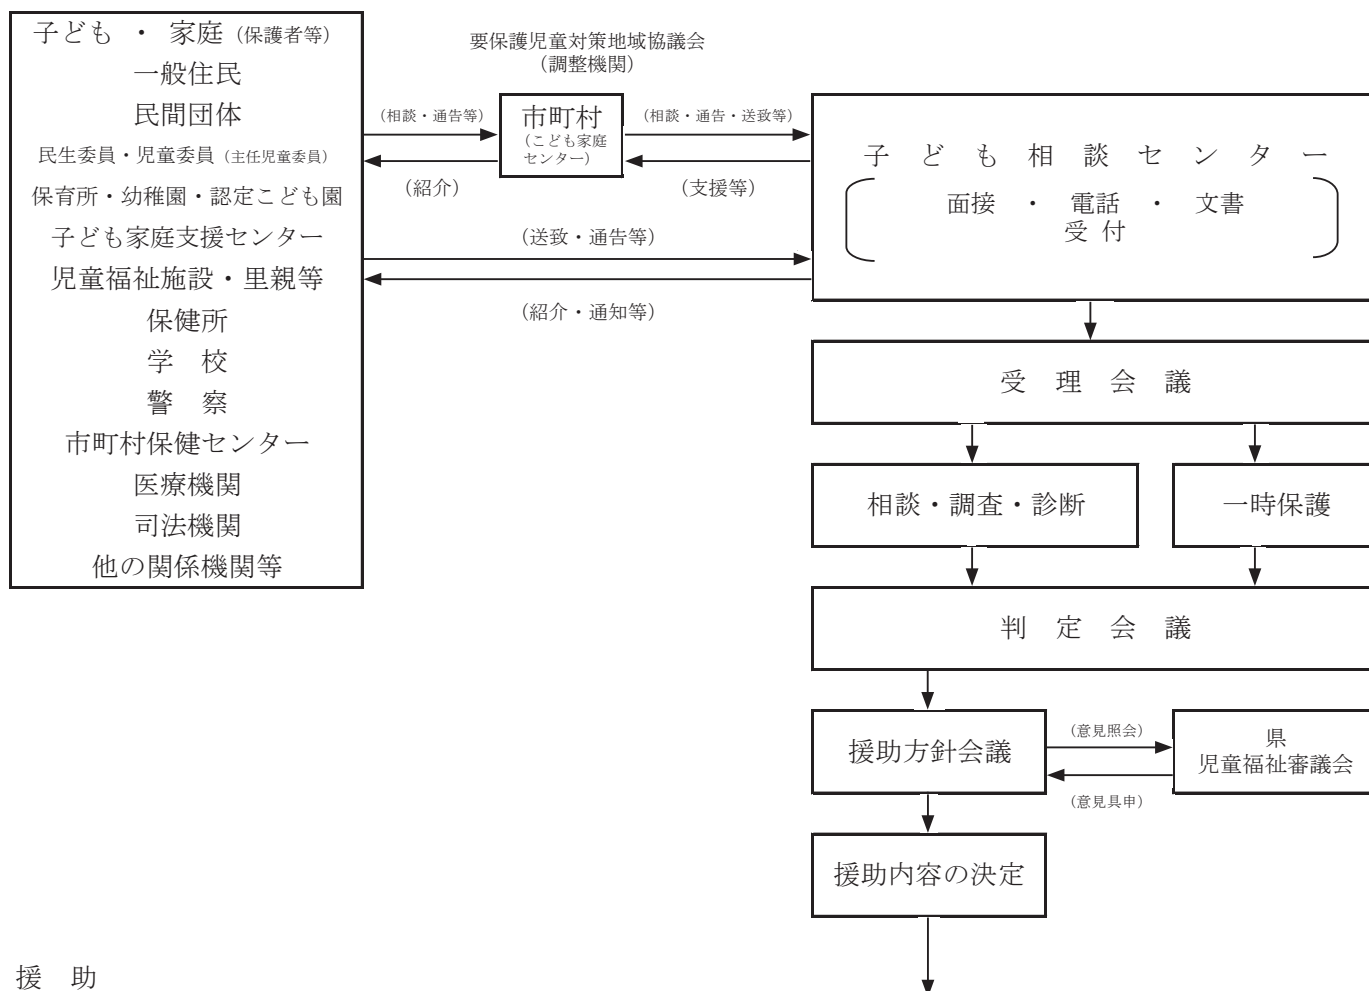 子ども ・ 家庭（保護者等）
一般住民
民間団体
民生委員・児童委員（主任児童委員）
保育所・幼稚園・認定こども園
子ども家庭支援センター
児童福祉施設・里親等
保健所
学 校
警 察
市町村保健センター
医療機関
司法機関
他の関係機関等
要保護児童対策地域協議会
（調整機関）
（相談・通告等）
（紹介）
市町村
（こども家庭
センター）
（相談・通告・送致等）
（支援等）
（送致・通告等）
（紹介・通知等）
子 ど も 相 談 セ ン タ ー
面接 ・ 電話 ・ 文書
受 付
受 理 会 議
相談・調査・診断
一時保護
判 定 会 議
援助方針会議
（意見照会）
（意見具申）
県
児童福祉審議会
援助内容の決定
援 助